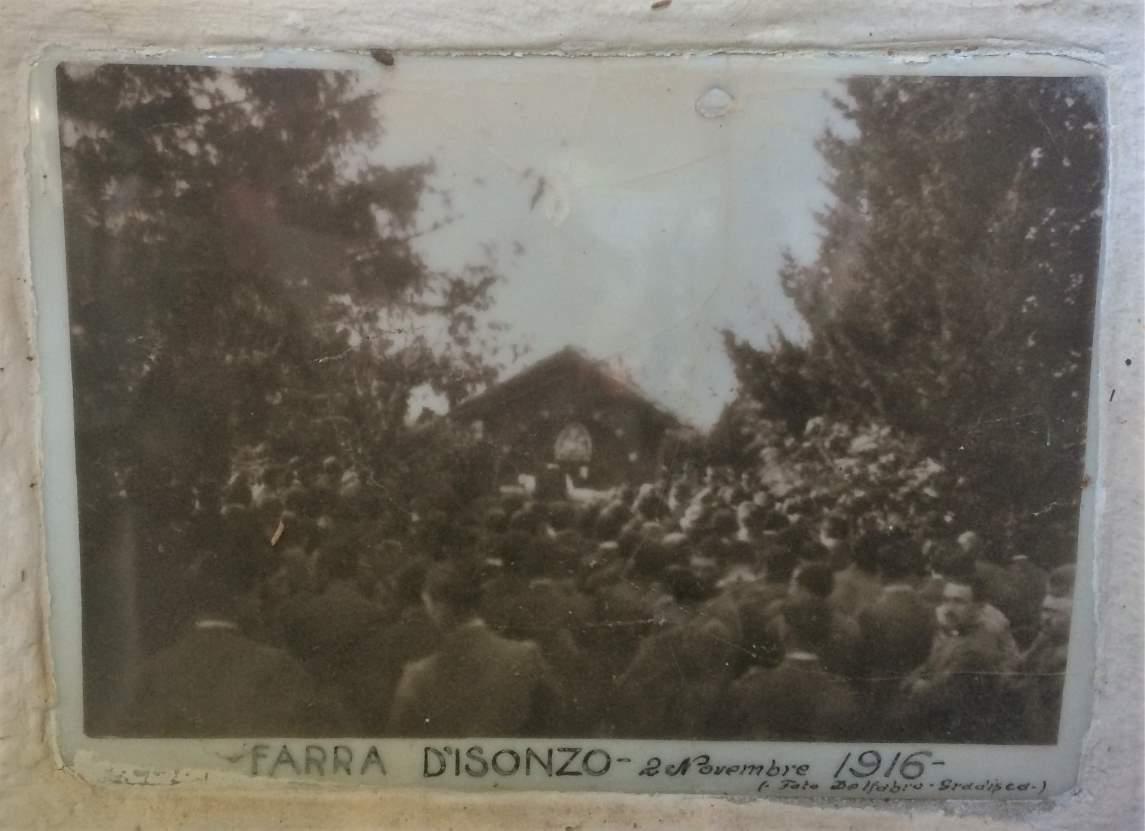 FARRA D'ISONZO - 2 Novembre 1916 -
(- Foto Delfabro - Gradisca -)